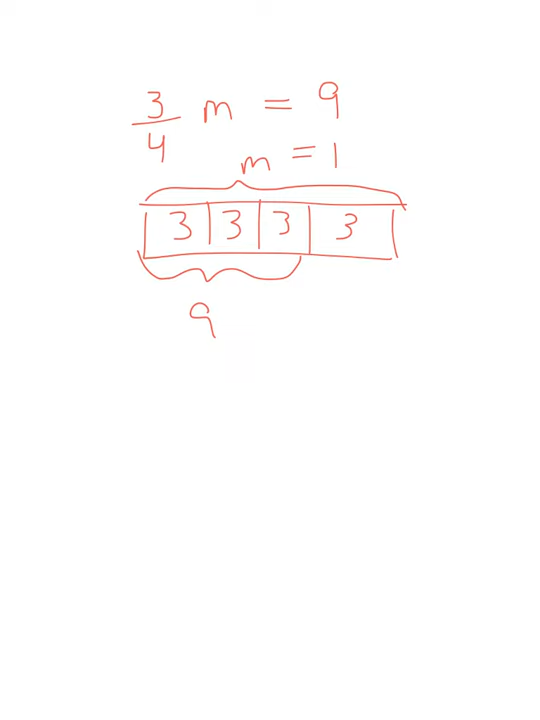 3/4 m = 9
m = 1
3 3 3 3
9